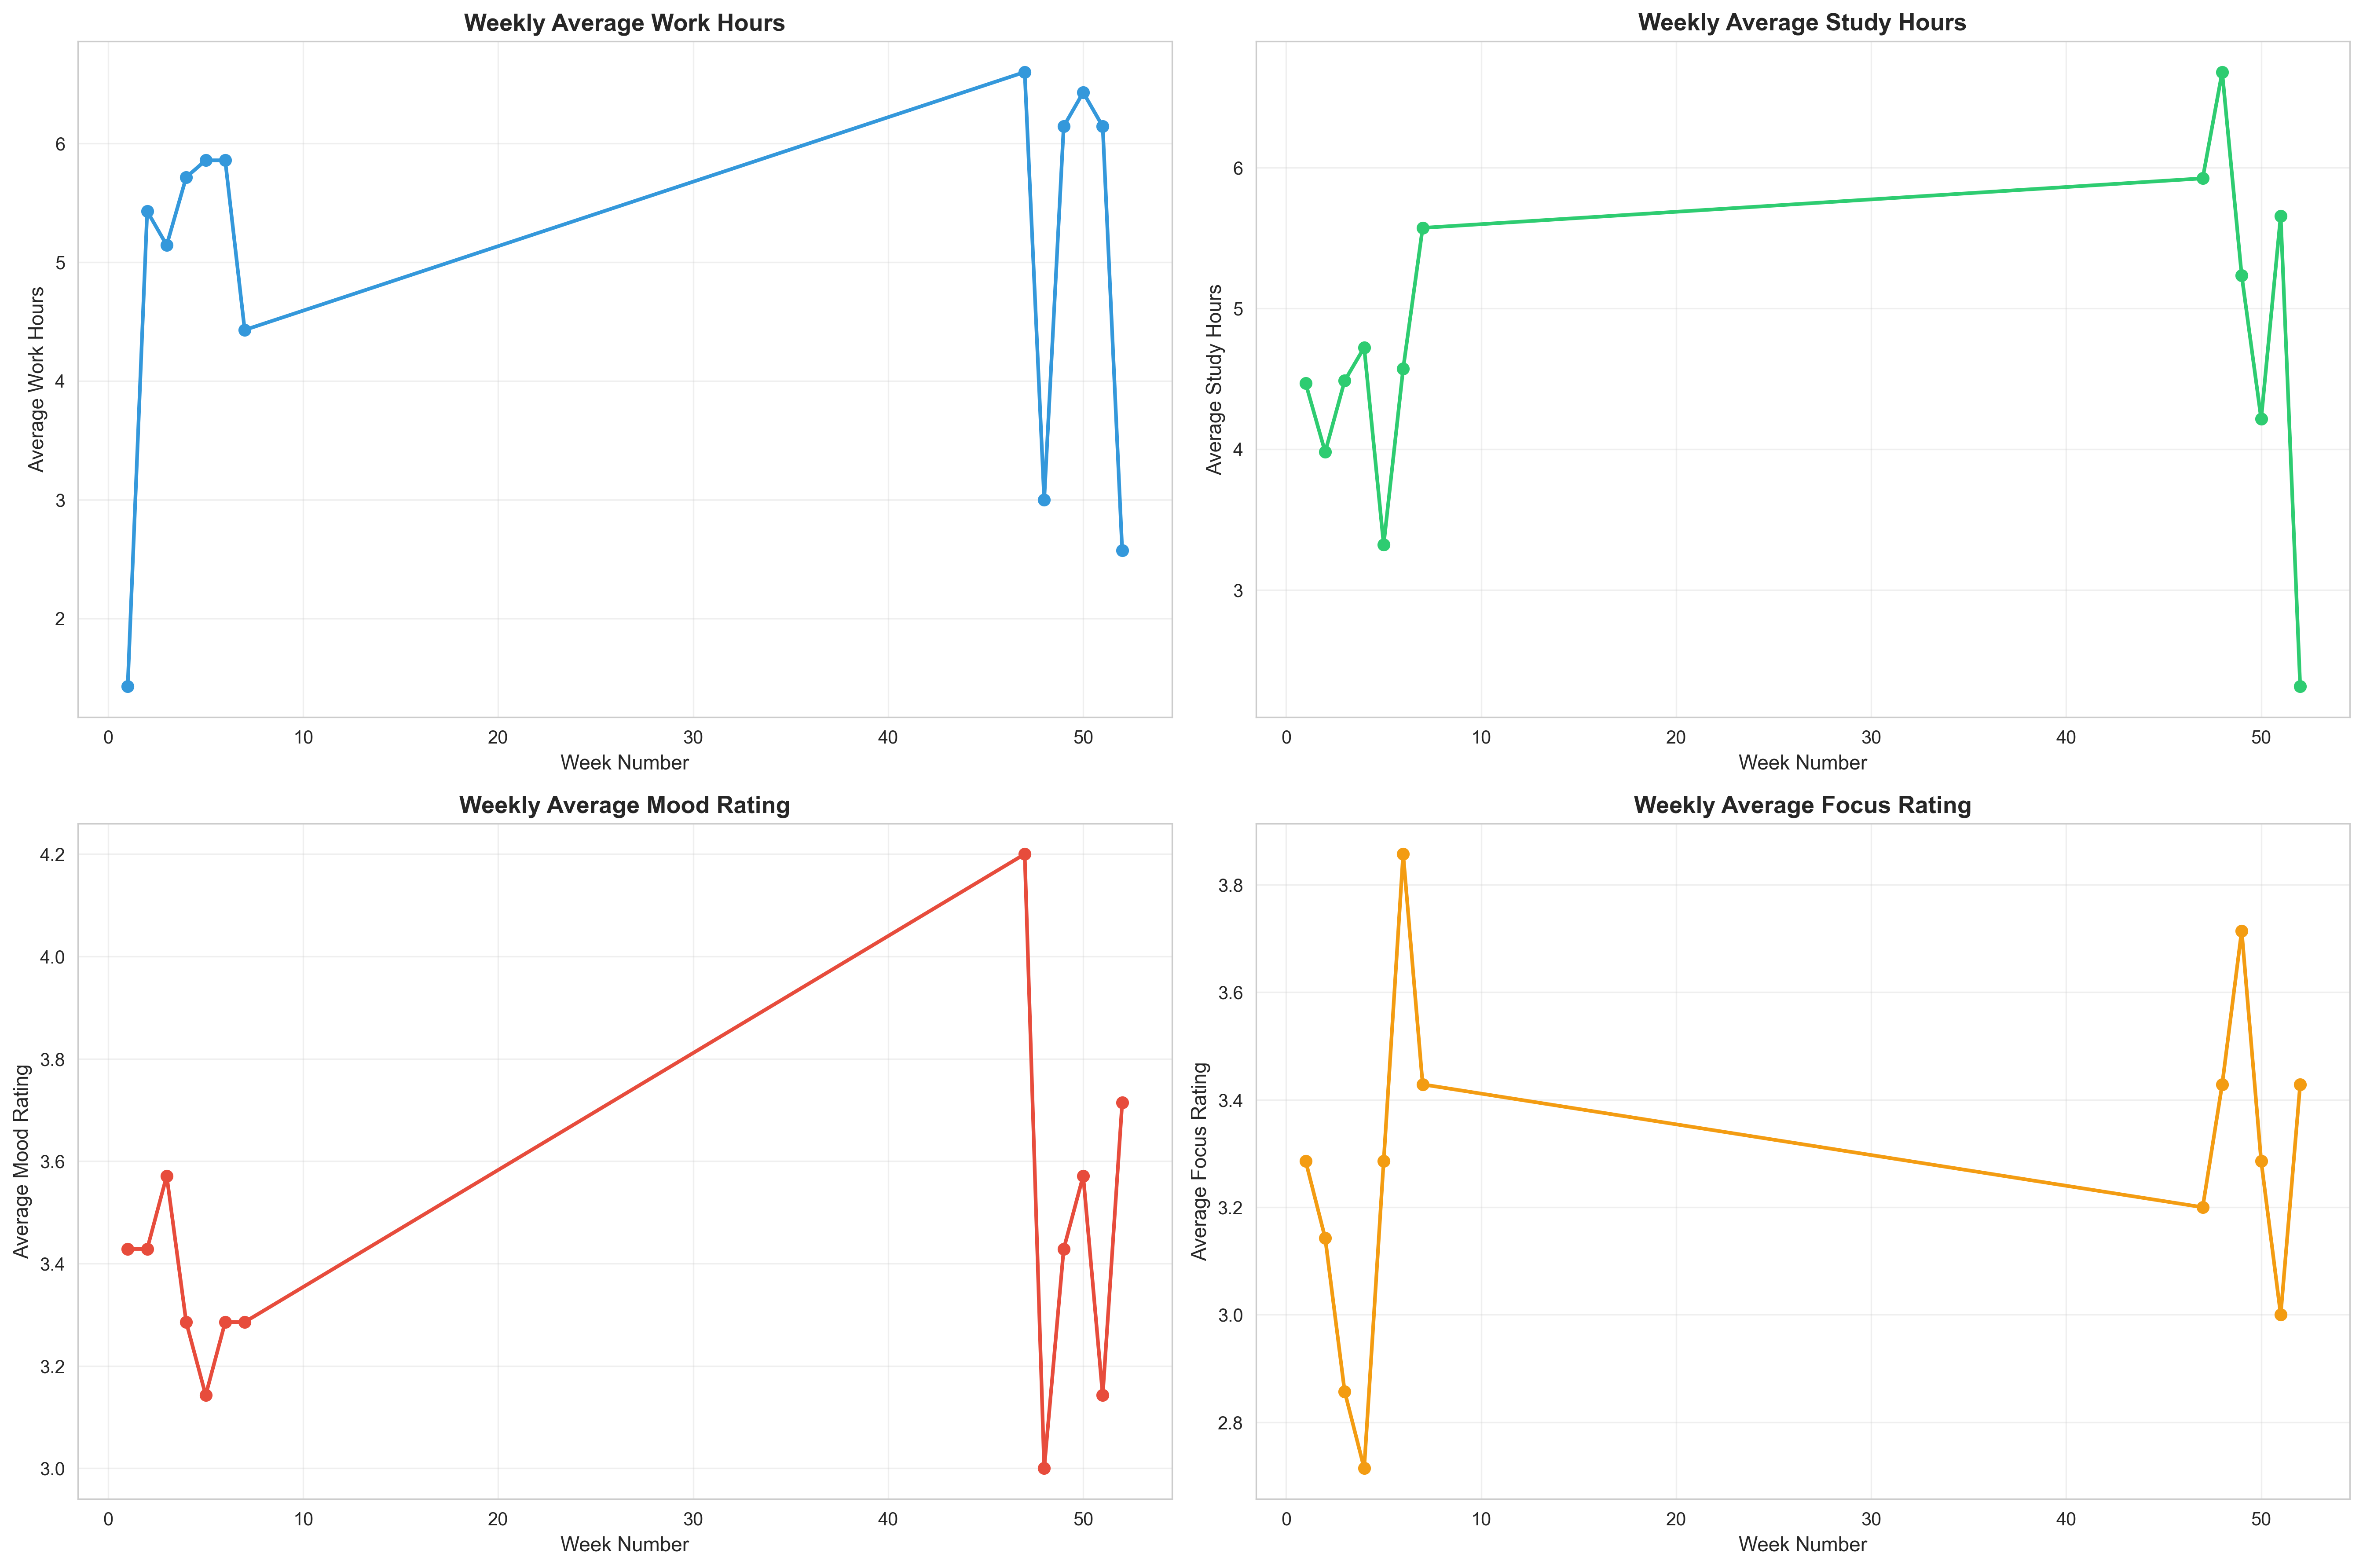 Weekly Average Work Hours
Average Work Hours
6
5
4
3
2
0 10 20 30 40 50
Week Number
Weekly Average Study Hours
Average Study Hours
6
5
4
3
0 10 20 30 40 50
Week Number
Weekly Average Mood Rating
Average Mood Rating
4.2
4.0
3.8
3.6
3.4
3.2
3.0
0 10 20 30 40 50
Week Number
Weekly Average Focus Rating
Average Focus Rating
3.8
3.6
3.4
3.2
3.0
2.8
0 10 20 30 40 50
Week Number